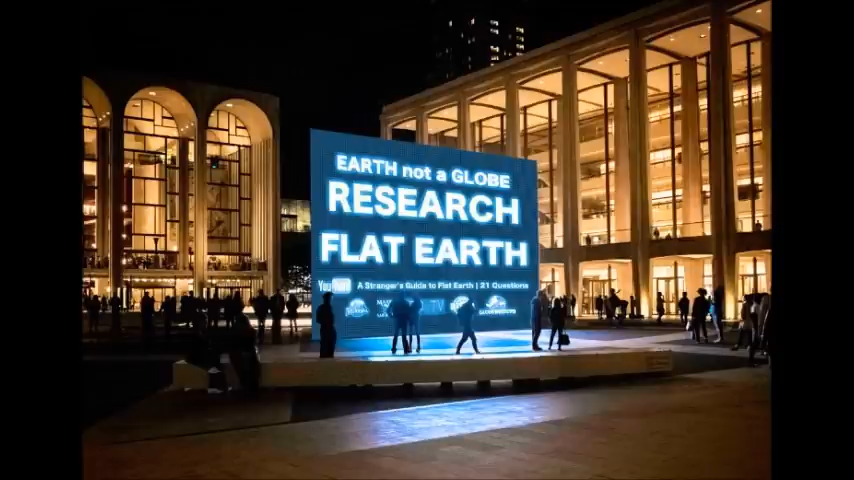 EARTH not a GLOBE
RESEARCH
FLAT EARTH
YouTube A Stranger's Guide to Flat Earth | 21 Questions